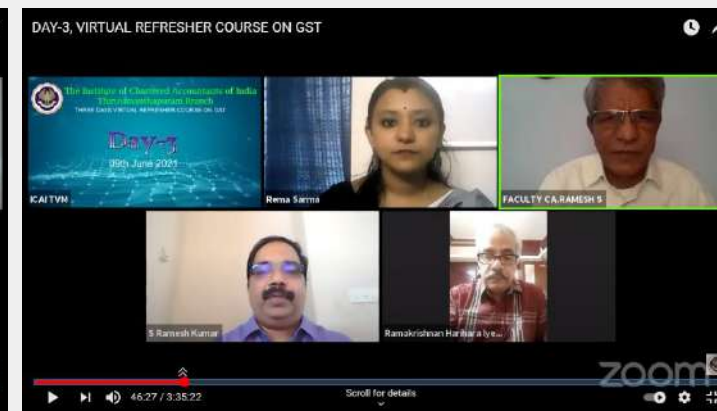 DAY-3, VIRTUAL REFRESHER COURSE ON GST
The Institute of Chartered Accountants of India
Thiruvananthapuram Branch
THREE DAYS VIRTUAL REFRESHER COURSE ON GST
Day-3
09th June 2021
ICAI TVM
Rema Sarma
FACULTY CA.RAMESH S
S Ramesh Kumar
Ramakrishnan Harihara Iye...
zoom
46:27 / 3:35:22
Scroll for details